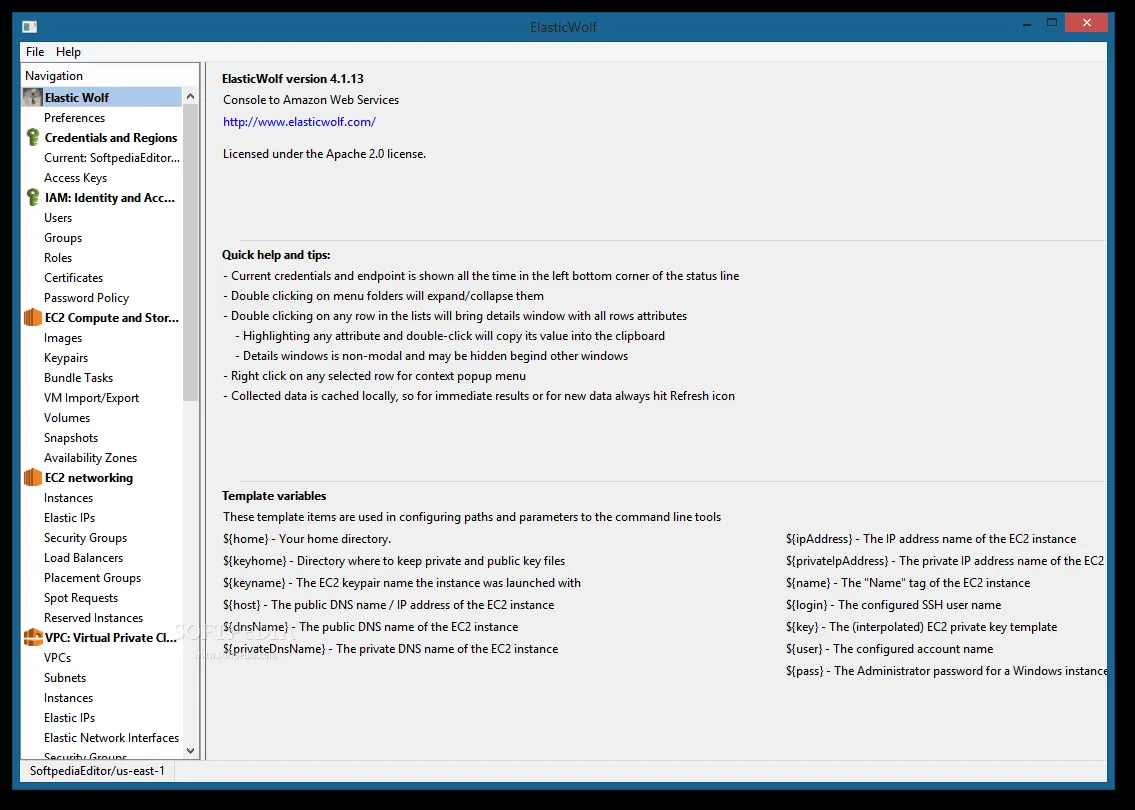 ElasticWolf
File Help
Navigation
Elastic Wolf
Preferences
Credentials and Regions
Current: SoftpediaEditor...
Access Keys
IAM: Identity and Acc...
Users
Groups
Roles
Certificates
Password Policy
EC2 Compute and Stor...
Images
Keypairs
Bundle Tasks
VM Import/Export
Volumes
Snapshots
Availability Zones
EC2 networking
Instances
Elastic IPs
Security Groups
Load Balancers
Placement Groups
Spot Requests
Reserved Instances
VPC: Virtual Private Cl...
VPCs
Subnets
Instances
Elastic IPs
Elastic Network Interfaces
Security Groups
ElasticWolf version 4.1.13
Console to Amazon Web Services
http://www.elasticwolf.com/
Licensed under the Apache 2.0 license.
Quick help and tips:
- Current credentials and endpoint is shown all the time in the left bottom corner of the status line
- Double clicking on menu folders will expand/collapse them
- Double clicking on any row in the lists will bring details window with all rows attributes
- Highlighting any attribute and double-click will copy its value into the clipboard
- Details windows is non-modal and may be hidden begind other windows
- Right click on any selected row for context popup menu
- Collected data is cached locally, so for immediate results or for new data always hit Refresh icon
Template variables
These template items are used in configuring paths and parameters to the command line tools
${home} - Your home directory.
${keyhome} - Directory where to keep private and public key files
${keyname} - The EC2 keypair name the instance was launched with
${host} - The public DNS name / IP address of the EC2 instance
${dnsName} - The public DNS name of the EC2 instance
${privateDnsName} - The private DNS name of the EC2 instance
${ipAddress} - The IP address name of the EC2 instance
${privateIpAddress} - The private IP address name of the EC2
${name} - The "Name" tag of the EC2 instance
${login} - The configured SSH user name
${key} - The (interpolated) EC2 private key template
${user} - The configured account name
${pass} - The Administrator password for a Windows instance
SOFTPEDIA
www.softpedia.com
SoftpediaEditor/us-east-1